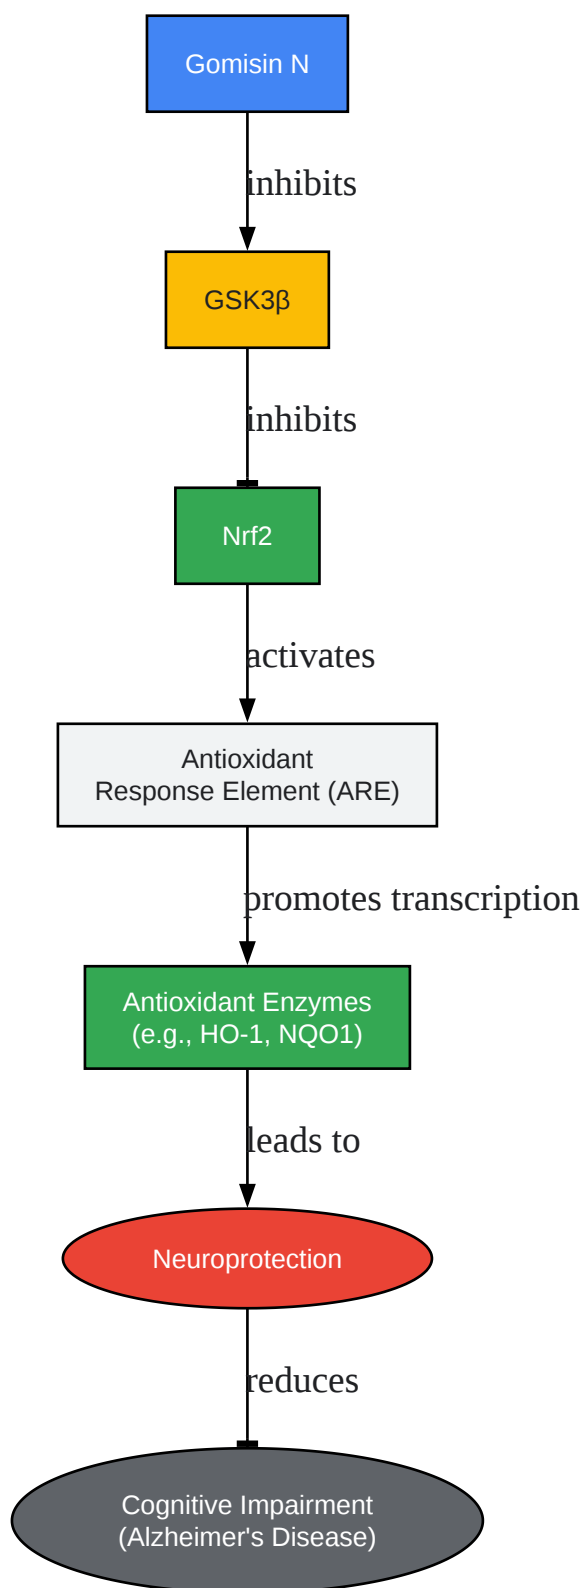 Gomisin N
inhibits
GSK3β
inhibits
Nrf2
activates
Antioxidant
Response Element (ARE)
promotes transcription
Antioxidant Enzymes
(e.g., HO-1, NQO1)
leads to
Neuroprotection
reduces
Cognitive Impairment
(Alzheimer's Disease)